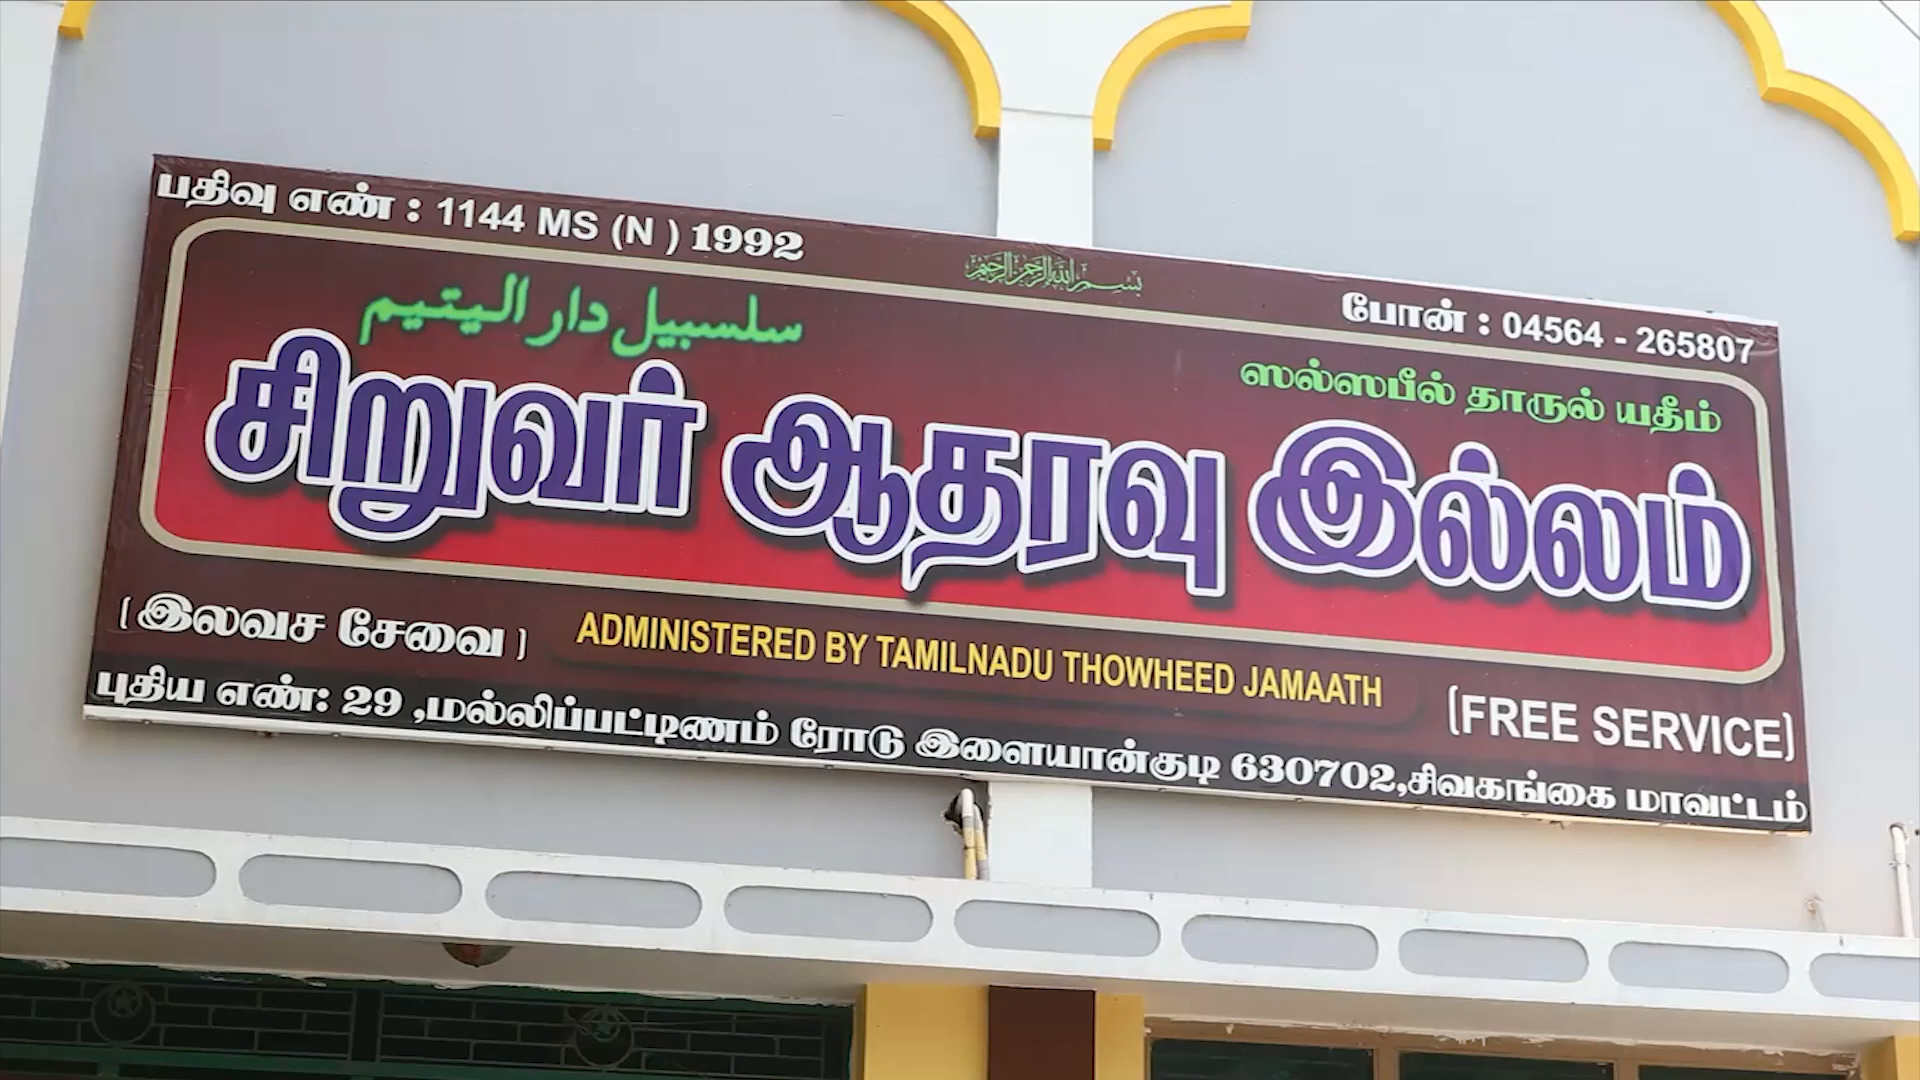 பதிவு எண் : 1144 MS (N ) 1992
بسم الله الرحمن الرحيم
போன் : 04564 - 265807
سلسبيل دار اليتيم
ஸல்ஸபீல் தாருல் யதீம்
சிறுவர் ஆதரவு இல்லம்
(இலவச சேவை)
ADMINISTERED BY TAMILNADU THOWHEED JAMAATH
(FREE SERVICE)
புதிய எண்: 29 ,மல்லிப்பட்டிணம் ரோடு இளையான்குடி 630702,சிவகங்கை மாவட்டம்